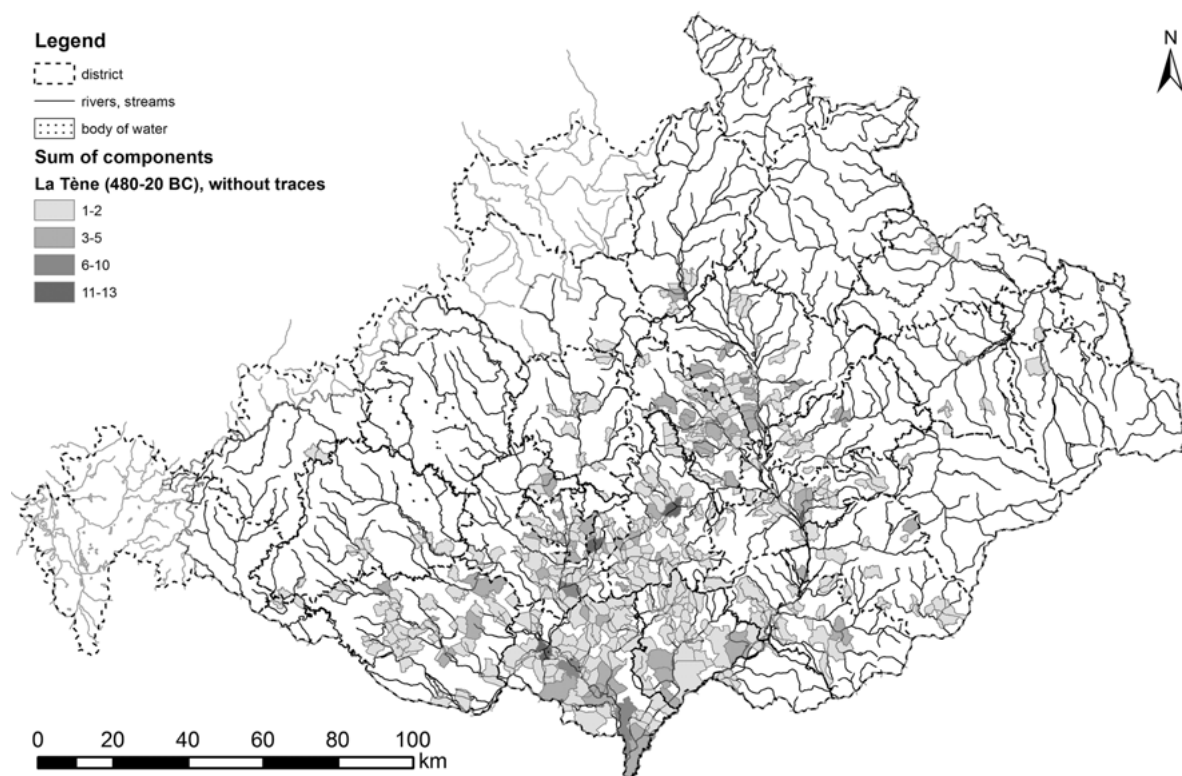 Legend
district
rivers, streams
body of water
Sum of components
La Tène (480-20 BC), without traces
1-2
3-5
6-10
11-13
N
0 20 40 60 80 100
km